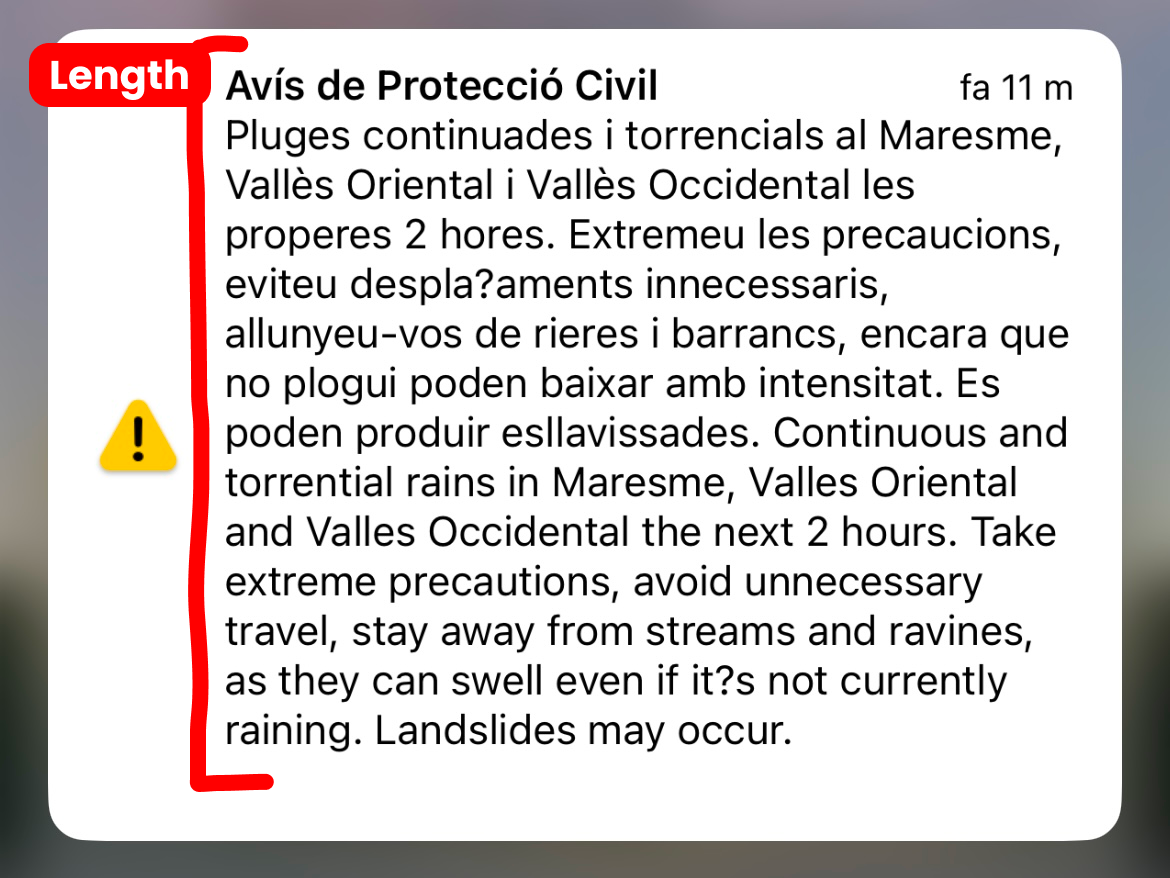 Length
Avís de Protecció Civil fa 11 m
Pluges continuades i torrencials al Maresme,
Vallès Oriental i Vallès Occidental les
properes 2 hores. Extremeu les precaucions,
eviteu despla?aments innecessaris,
allunyeu-vos de rieres i barrancs, encara que
no plogui poden baixar amb intensitat. Es
poden produir esllavissades. Continuous and
torrential rains in Maresme, Valles Oriental
and Valles Occidental the next 2 hours. Take
extreme precautions, avoid unnecessary
travel, stay away from streams and ravines,
as they can swell even if it?s not currently
raining. Landslides may occur.